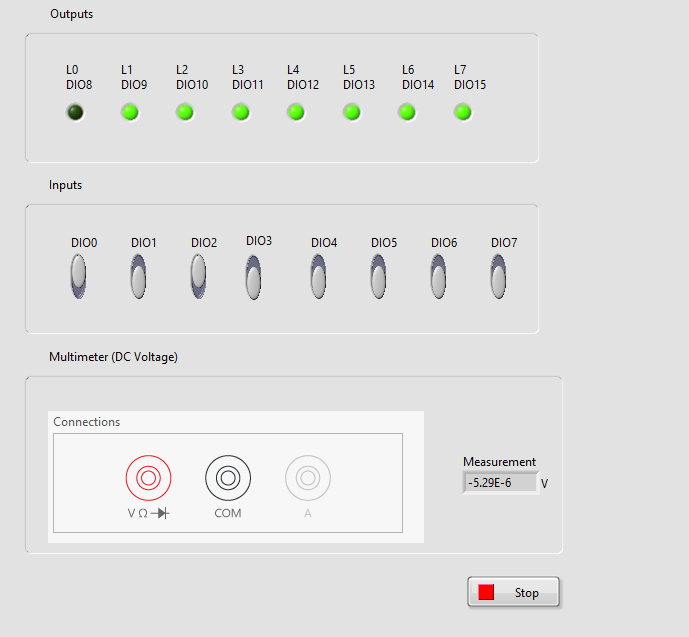 Outputs
L0 L1 L2 L3 L4 L5 L6 L7
DIO8 DIO9 DIO10 DIO11 DIO12 DIO13 DIO14 DIO15
Inputs
DIO0 DIO1 DIO2 DIO3 DIO4 DIO5 DIO6 DIO7
Multimeter (DC Voltage)
Connections
Measurement
-5.29E-6 V
V Ω COM A
Stop